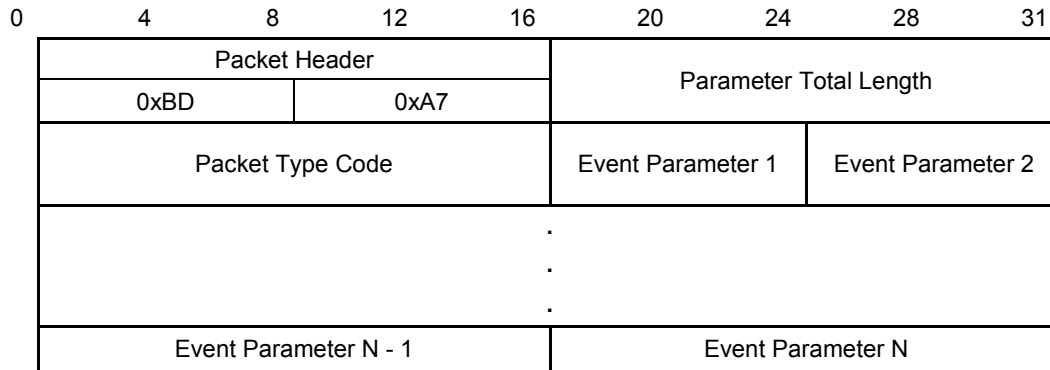 0 4 8 12 16 20 24 28 31
Packet Header
Parameter Total Length
0xBD 0xA7
Packet Type Code Event Parameter 1 Event Parameter 2
.
.
.
Event Parameter N - 1 Event Parameter N